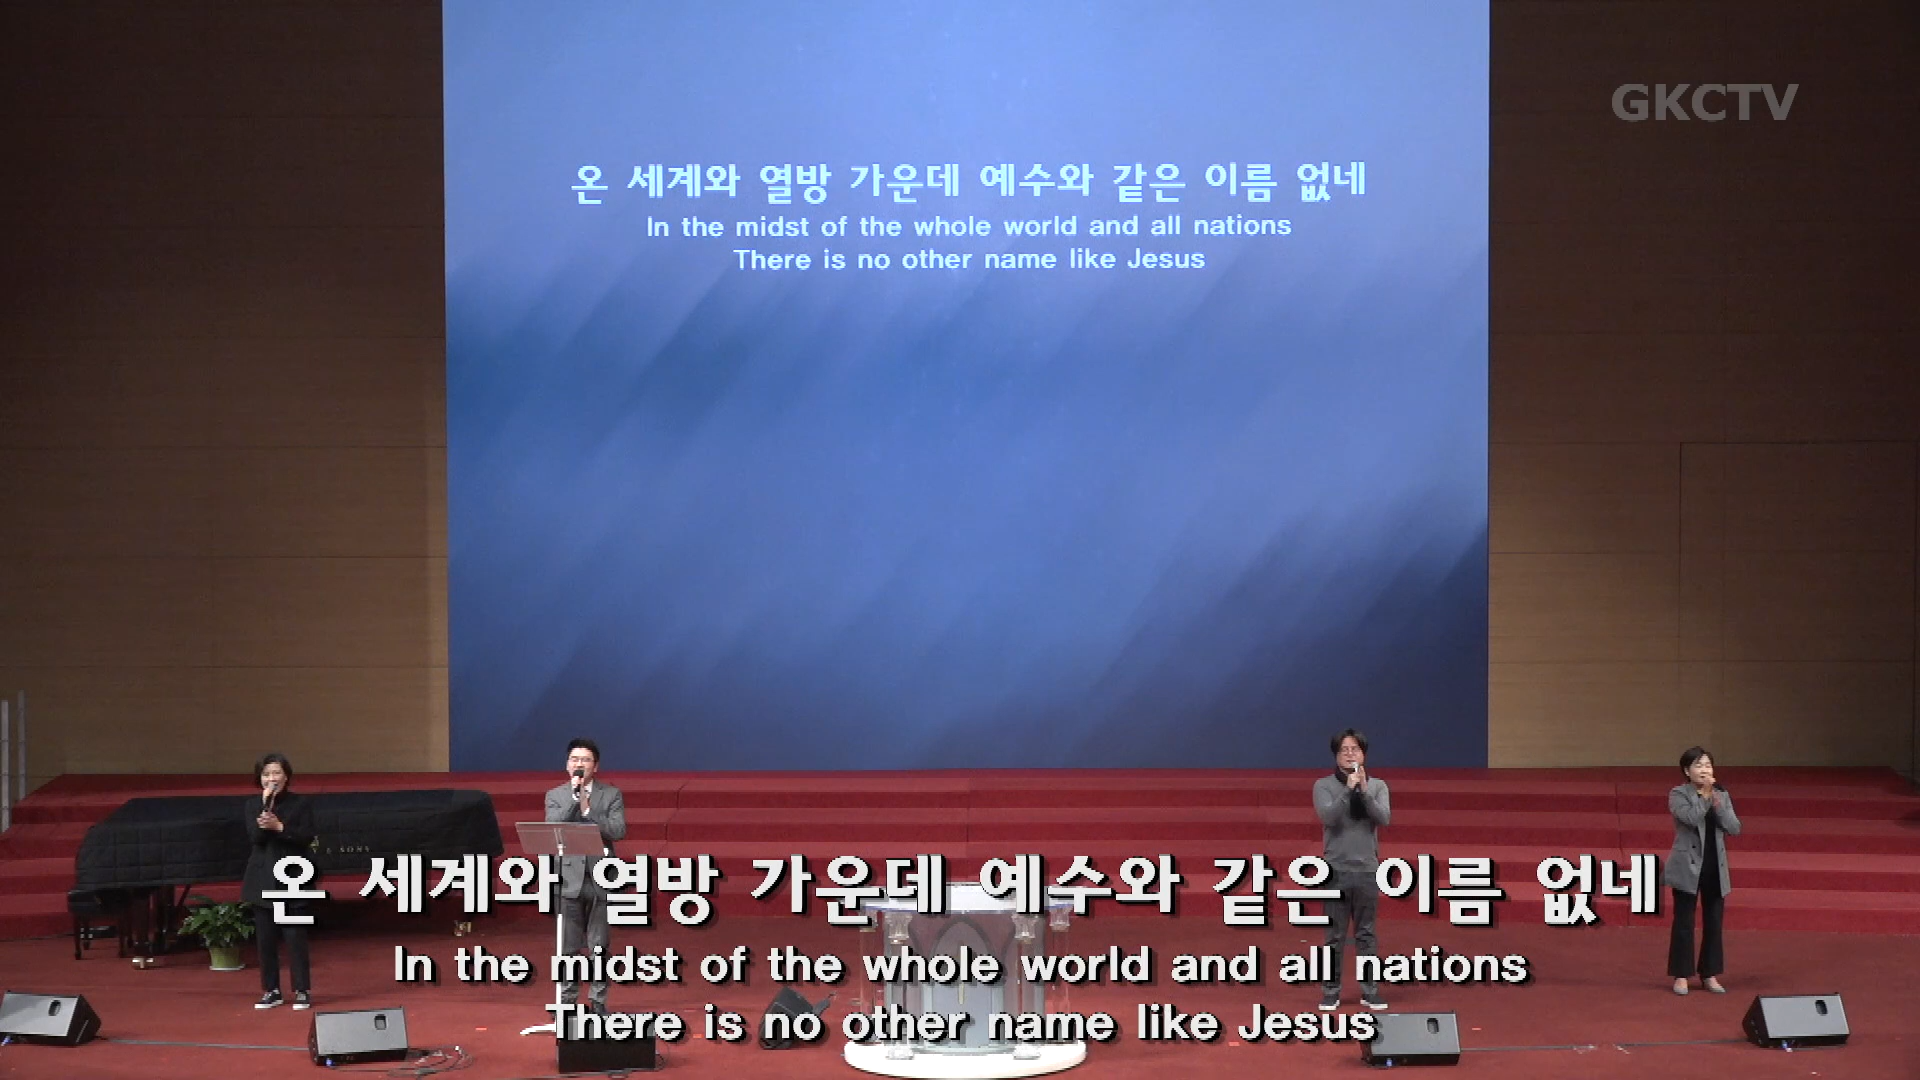 GKCTV
온 세계와 열방 가운데 예수와 같은 이름 없네
In the midst of the whole world and all nations
There is no other name like Jesus
& SONS
온 세계와 열방 가운데 예수와 같은 이름 없네
In the midst of the whole world and all nations
There is no other name like Jesus